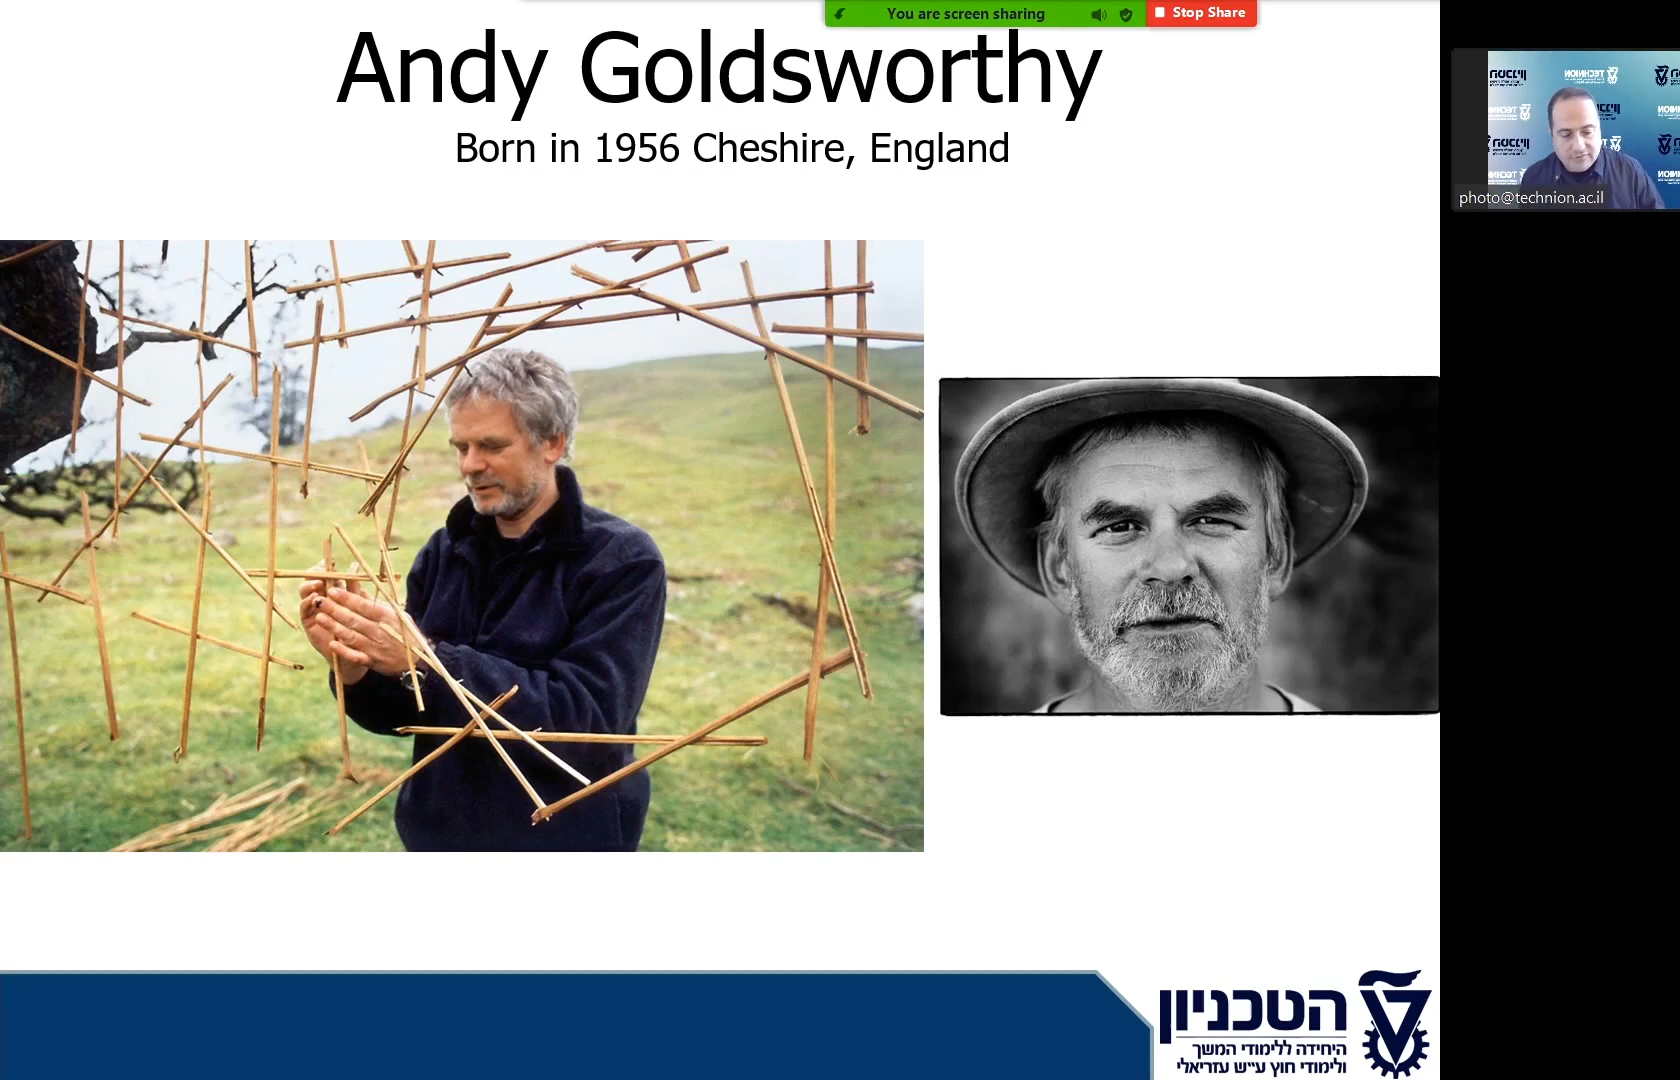 You are screen sharing
Stop Share
Andy Goldsworthy
Born in 1956 Cheshire, England
photo@technion.ac.il
הטכניון
היחידה ללימודי המשך
ולימודי חוץ ע״ש עזריאלי